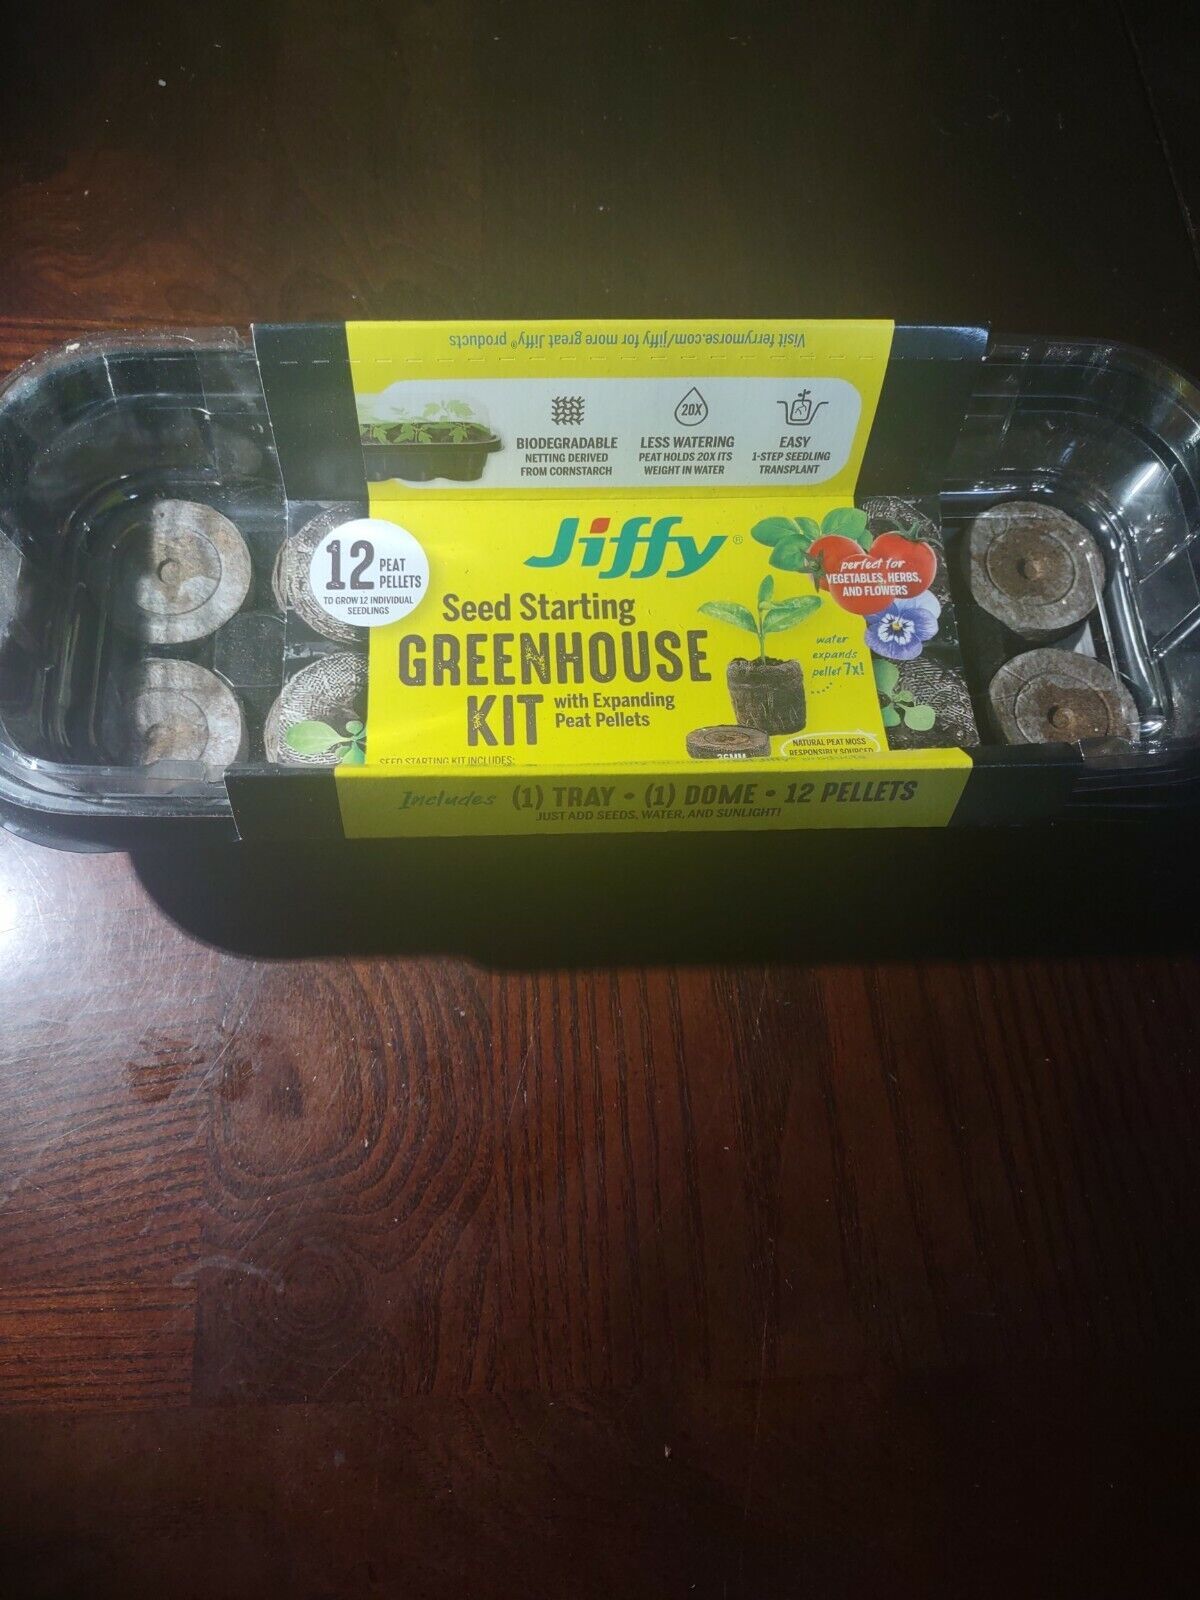 Visit ferrymorse.com/jiffy for more great Jiffy® products
BIODEGRADABLE
NETTING DERIVED
FROM CORNSTARCH
20X
LESS WATERING
PEAT HOLDS 20X ITS
WEIGHT IN WATER
EASY
1-STEP SEEDLING
TRANSPLANT
12 PEAT
PELLETS
TO GROW 12 INDIVIDUAL
SEEDLINGS
Jiffy®
perfect for
VEGETABLES, HERBS,
AND FLOWERS
Seed Starting
GREENHOUSE
KIT with Expanding
Peat Pellets
water
expands
pellet 7x!
36MM
NATURAL PEAT MOSS
RESPONSIBLY SOURCED
SEED STARTING KIT INCLUDES:
Includes (1) TRAY • (1) DOME • 12 PELLETS
JUST ADD SEEDS, WATER, AND SUNLIGHT!